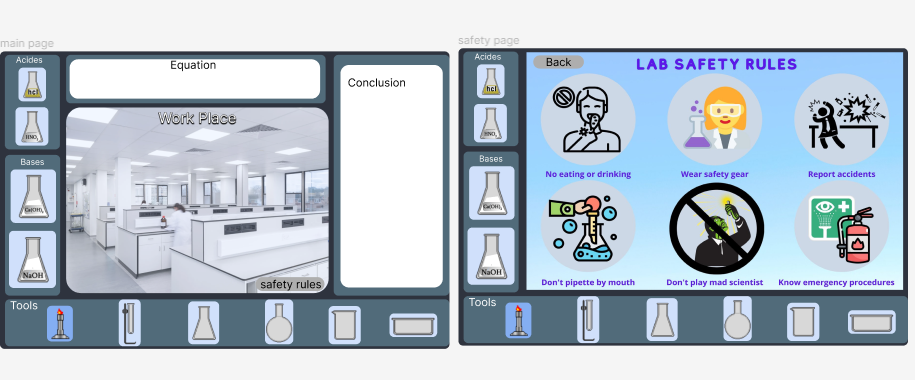 main page
Acides
hcl
HNO₃
Bases
Ca(OH)₂
NaOH
Equation
Work Place
safety rules
Conclusion
Tools
safety page
Acides
hcl
HNO₃
Bases
Ca(OH)₂
NaOH
Back
LAB SAFETY RULES
No eating or drinking
Wear safety gear
Report accidents
Don't pipette by mouth
Don't play mad scientist
Know emergency procedures
Tools